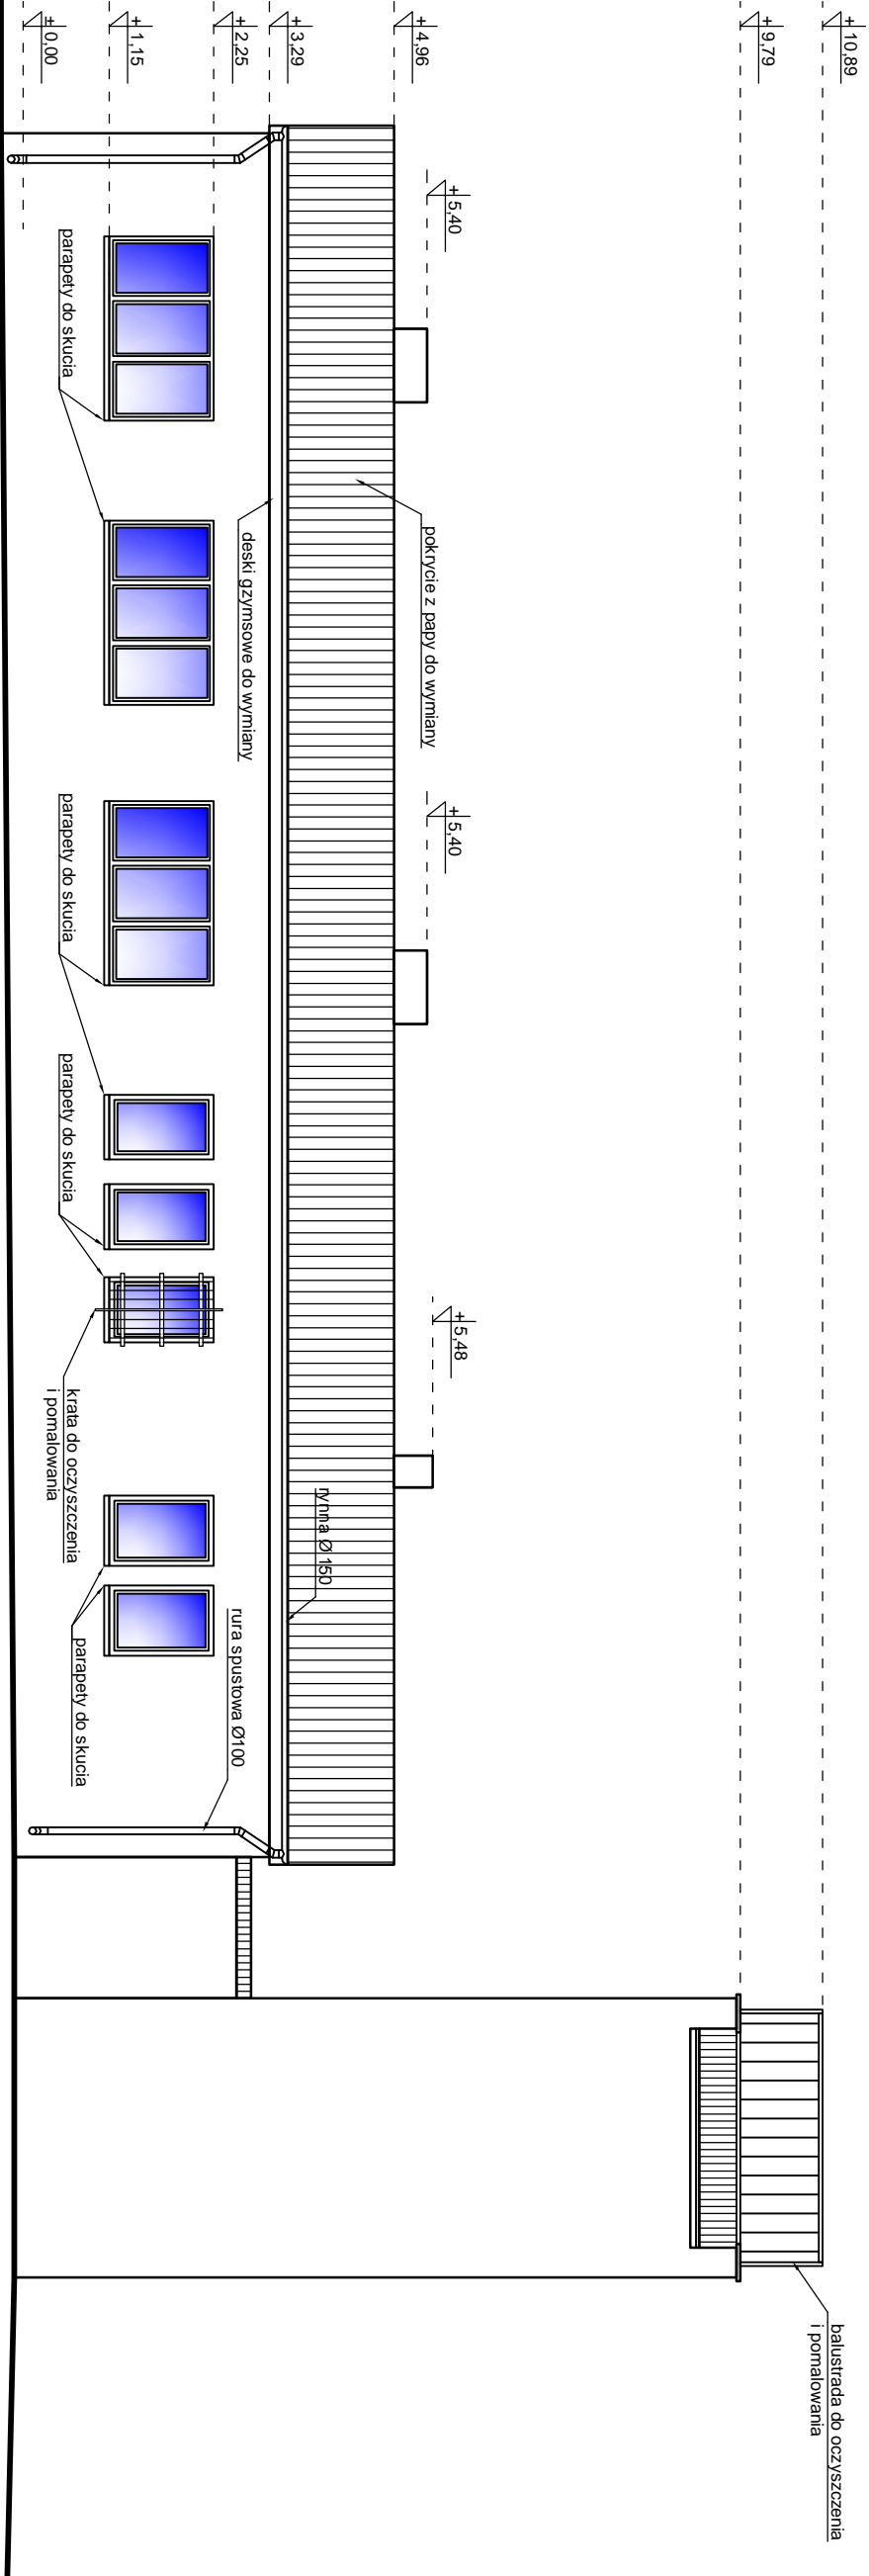 + 10,89
+ 9,79
+ 4,96
+ 3,29
+ 2,25
+ 1,15
± 0,00
+ 5,40
+ 5,40
+ 5,48
balustrada do oczyszczenia
i pomalowania
pokrycie z papy do wymiany
deski gzymsowe do wymiany
rynna Ø 150
rura spustowa Ø100
parapety do skucia
parapety do skucia
parapety do skucia
krata do oczyszczenia
i pomalowania
parapety do skucia